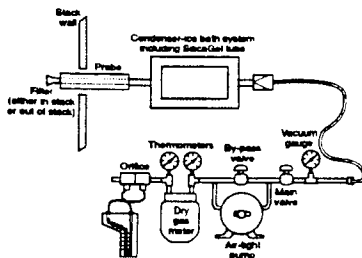 Stack
wall
Condenser-ice bath system
including SilicaGel tube
Probe
Filter
(either in stack
or out of stack)
Thermometers
By-pass
valve
Vacuum
gauge
Orifice
Main
valve
Dry
gas
meter
Air-tight
pump